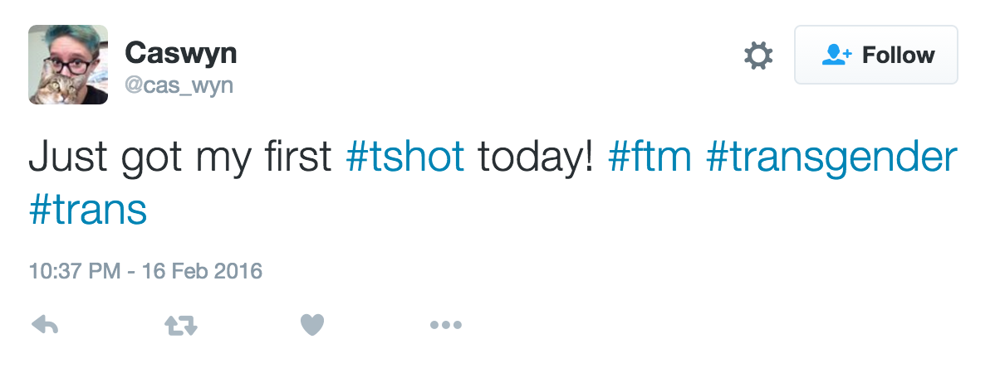 Caswyn
@cas_wyn
Follow
Just got my first #tshot today! #ftm #transgender
#trans
10:37 PM - 16 Feb 2016